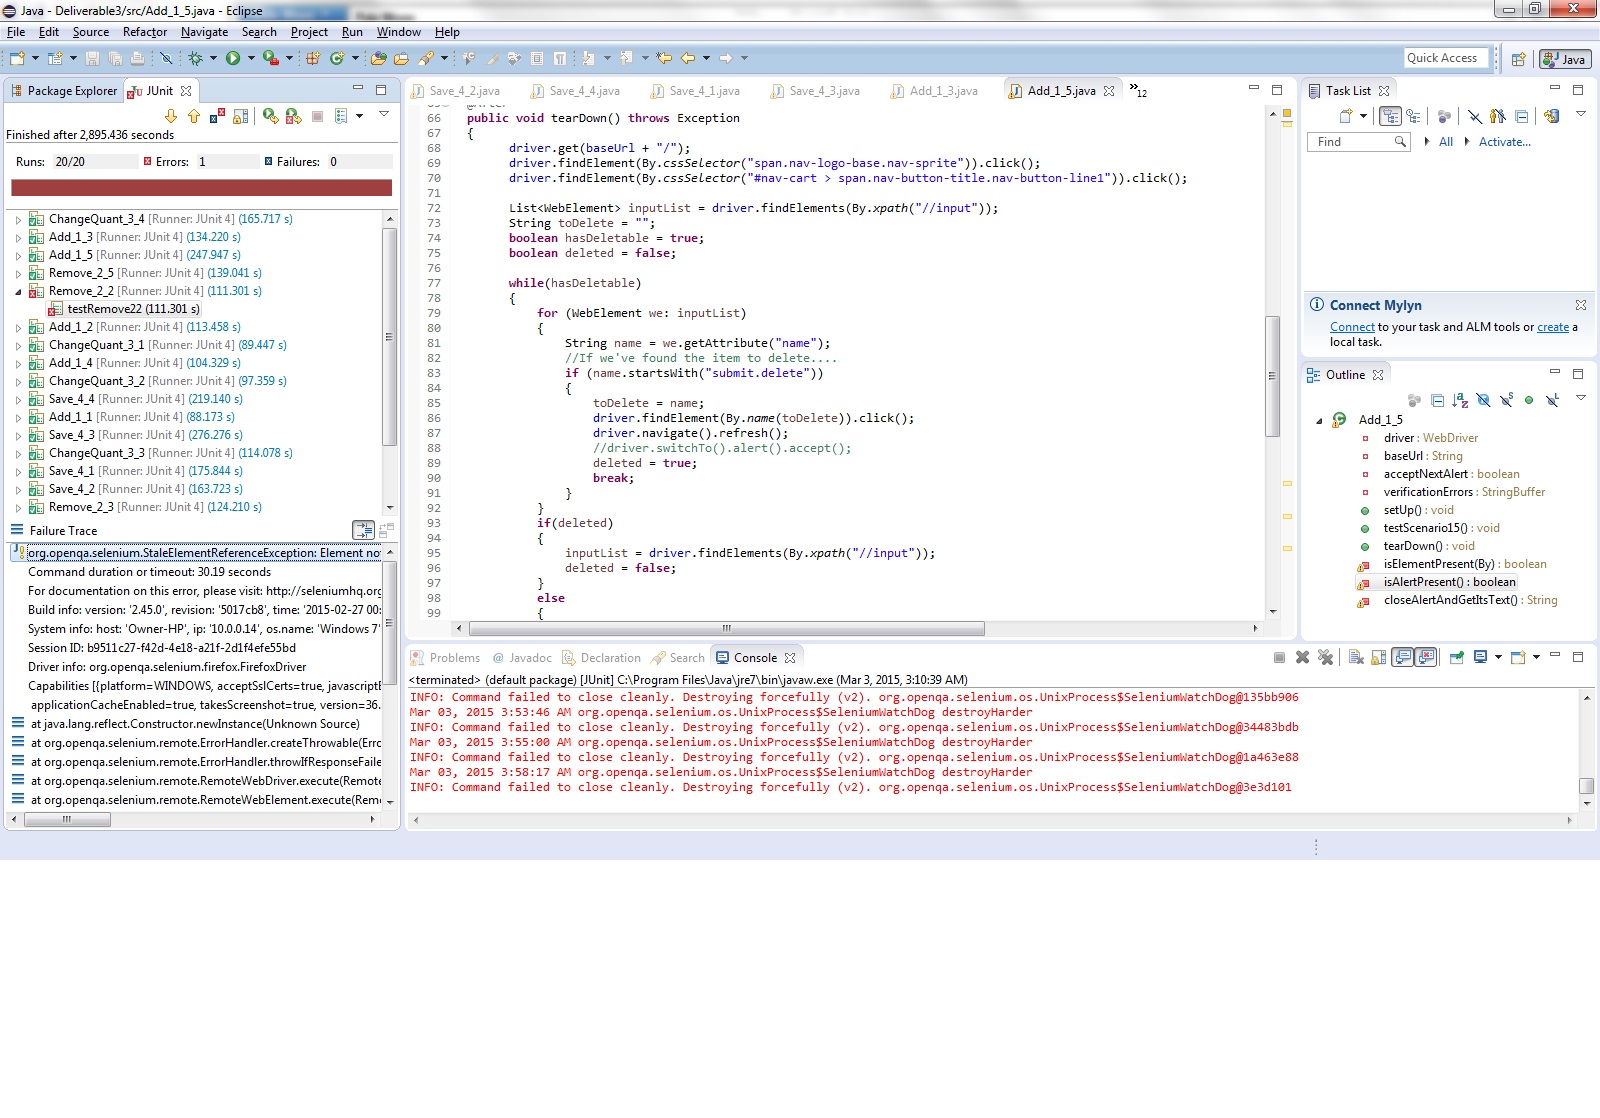 Java - Deliverable3/src/Add_1_5.java - Eclipse
File Edit Source Refactor Navigate Search Project Run Window Help
Quick Access
Java
Package Explorer
JUnit
Finished after 2,895.436 seconds
Runs: 20/20 Errors: 1 Failures: 0
ChangeQuant_3_4 [Runner: JUnit 4] (165.717 s)
Add_1_3 [Runner: JUnit 4] (134.220 s)
Add_1_5 [Runner: JUnit 4] (247.947 s)
Remove_2_5 [Runner: JUnit 4] (139.041 s)
Remove_2_2 [Runner: JUnit 4] (111.301 s)
testRemove22 (111.301 s)
Add_1_2 [Runner: JUnit 4] (113.458 s)
ChangeQuant_3_1 [Runner: JUnit 4] (89.447 s)
Add_1_4 [Runner: JUnit 4] (104.329 s)
ChangeQuant_3_2 [Runner: JUnit 4] (97.359 s)
Save_4_4 [Runner: JUnit 4] (219.140 s)
Add_1_1 [Runner: JUnit 4] (88.173 s)
Save_4_3 [Runner: JUnit 4] (276.276 s)
ChangeQuant_3_3 [Runner: JUnit 4] (114.078 s)
Save_4_1 [Runner: JUnit 4] (175.844 s)
Save_4_2 [Runner: JUnit 4] (163.723 s)
Remove_2_3 [Runner: JUnit 4] (124.210 s)
Failure Trace
org.openqa.selenium.StaleElementReferenceException: Element no
Command duration or timeout: 30.19 seconds
For documentation on this error, please visit: http://seleniumhq.org
Build info: version: '2.45.0', revision: '5017cb8', time: '2015-02-27 00:
System info: host: 'Owner-HP', ip: '10.0.0.14', os.name: 'Windows 7'
Session ID: b9511c27-f42d-4e18-a21f-2d1f4efe55bd
Driver info: org.openqa.selenium.firefox.FirefoxDriver
Capabilities [{platform=WINDOWS, acceptSslCerts=true, javascriptE
applicationCacheEnabled=true, takesScreenshot=true, version=36.
at java.lang.reflect.Constructor.newInstance(Unknown Source)
at org.openqa.selenium.remote.ErrorHandler.createThrowable(Errc
at org.openqa.selenium.remote.ErrorHandler.throwIfResponseFaile
at org.openqa.selenium.remote.RemoteWebDriver.execute(Remote
at org.openqa.selenium.remote.RemoteWebElement.execute(Rem
Save_4_2.java Save_4_4.java Save_4_1.java Save_4_3.java Add_1_3.java Add_1_5.java »12
65 @After
66 public void tearDown() throws Exception
67 {
68 driver.get(baseUrl + "/");
69 driver.findElement(By.cssSelector("span.nav-logo-base.nav-sprite")).click();
70 driver.findElement(By.cssSelector("#nav-cart > span.nav-button-title.nav-button-line1")).click();
71
72 List<WebElement> inputList = driver.findElements(By.xpath("//input"));
73 String toDelete = "";
74 boolean hasDeletable = true;
75 boolean deleted = false;
76
77 while(hasDeletable)
78 {
79 for (WebElement we: inputList)
80 {
81 String name = we.getAttribute("name");
82 //If we've found the item to delete....
83 if (name.startsWith("submit.delete"))
84 {
85 toDelete = name;
86 driver.findElement(By.name(toDelete)).click();
87 driver.navigate().refresh();
88 //driver.switchTo().alert().accept();
89 deleted = true;
90 break;
91 }
92 }
93 if(deleted)
94 {
95 inputList = driver.findElements(By.xpath("//input"));
96 deleted = false;
97 }
98 else
99 {
Problems @ Javadoc Declaration Search Console
<terminated> (default package) [JUnit] C:\Program Files\Java\jre7\bin\javaw.exe (Mar 3, 2015, 3:10:39 AM)
INFO: Command failed to close cleanly. Destroying forcefully (v2). org.openqa.selenium.os.UnixProcess$SeleniumWatchDog@135bb906
Mar 03, 2015 3:53:46 AM org.openqa.selenium.os.UnixProcess$SeleniumWatchDog destroyHarder
INFO: Command failed to close cleanly. Destroying forcefully (v2). org.openqa.selenium.os.UnixProcess$SeleniumWatchDog@34483bdb
Mar 03, 2015 3:55:00 AM org.openqa.selenium.os.UnixProcess$SeleniumWatchDog destroyHarder
INFO: Command failed to close cleanly. Destroying forcefully (v2). org.openqa.selenium.os.UnixProcess$SeleniumWatchDog@1a463e88
Mar 03, 2015 3:58:17 AM org.openqa.selenium.os.UnixProcess$SeleniumWatchDog destroyHarder
INFO: Command failed to close cleanly. Destroying forcefully (v2). org.openqa.selenium.os.UnixProcess$SeleniumWatchDog@3e3d101
Task List
Find All Activate...
Connect Mylyn
Connect to your task and ALM tools or create a
local task.
Outline
Add_1_5
driver : WebDriver
baseUrl : String
acceptNextAlert : boolean
verificationErrors : StringBuffer
setUp() : void
testScenario15() : void
tearDown() : void
isElementPresent(By) : boolean
isAlertPresent() : boolean
closeAlertAndGetItsText() : String